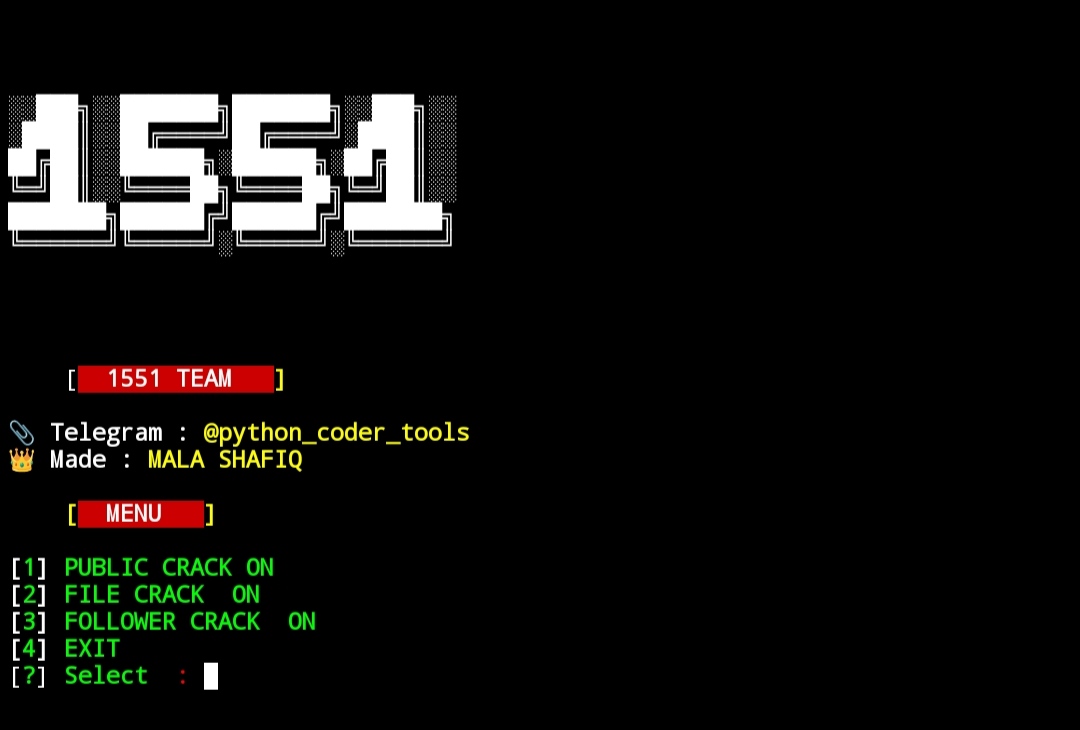 1551
[ 1551 TEAM ]
📎 Telegram : @python_coder_tools
👑 Made : MALA SHAFIQ
[ MENU ]
[1] PUBLIC CRACK ON
[2] FILE CRACK  ON
[3] FOLLOWER CRACK  ON
[4] EXIT
[?] Select  :